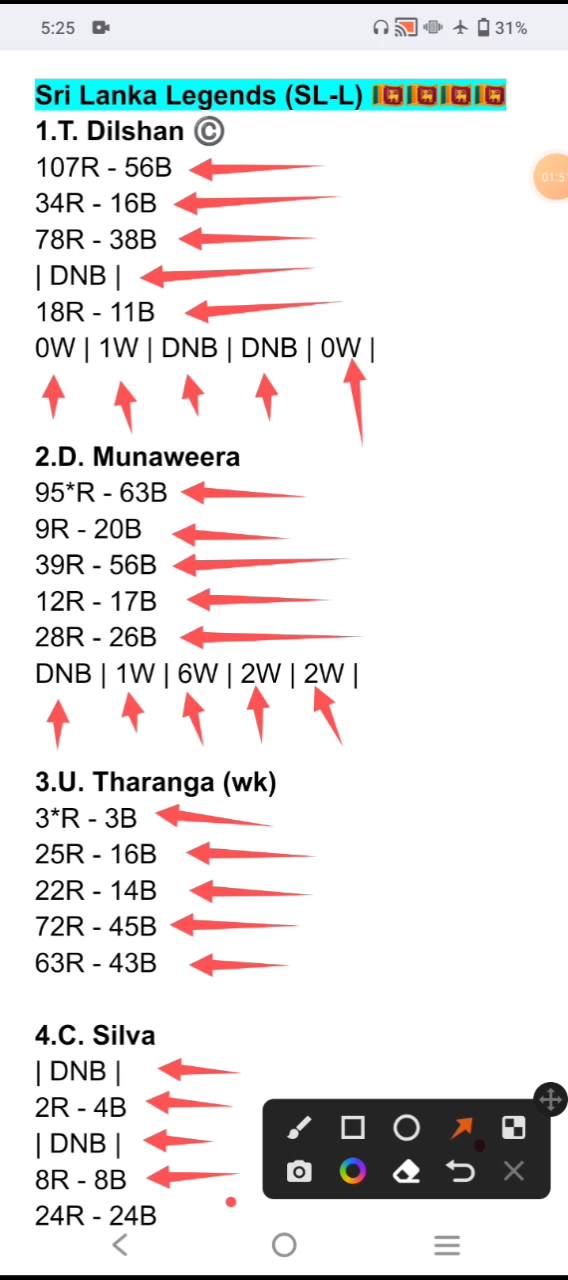 5:25
31%
Sri Lanka Legends (SL-L) 🇱🇰🇱🇰🇱🇰🇱🇰
01:5
1.T. Dilshan ©
107R - 56B
34R - 16B
78R - 38B
| DNB |
18R - 11B
0W | 1W | DNB | DNB | 0W |
2.D. Munaweera
95*R - 63B
9R - 20B
39R - 56B
12R - 17B
28R - 26B
DNB | 1W | 6W | 2W | 2W |
3.U. Tharanga (wk)
3*R - 3B
25R - 16B
22R - 14B
72R - 45B
63R - 43B
4.C. Silva
| DNB |
2R - 4B
| DNB |
8R - 8B
24R - 24B